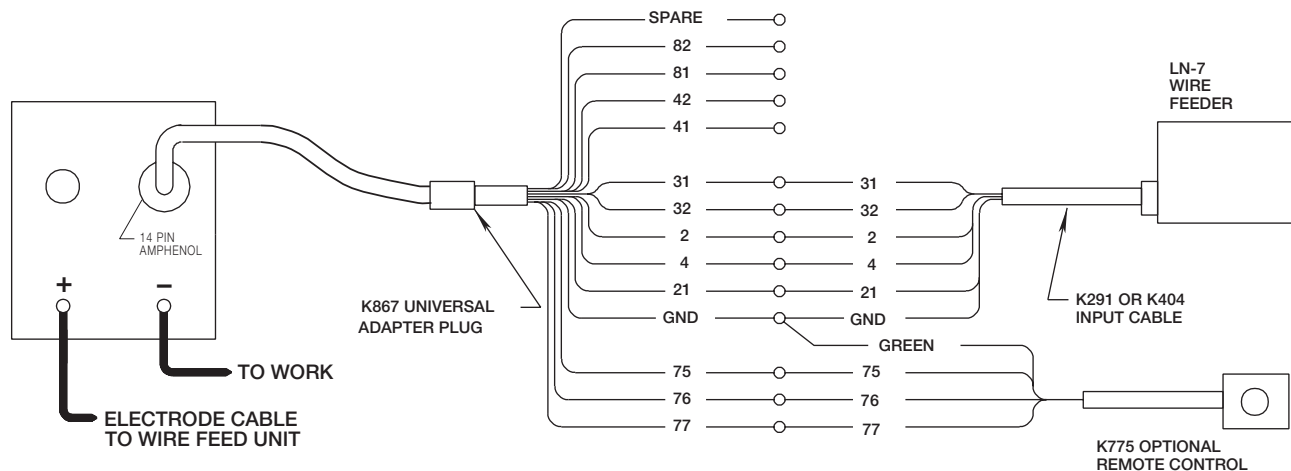 SPARE
82
81
42
41
31 31
32 32
2 2
4 4
21 21
GND GND
GREEN
75 75
76 76
77 77
LN-7
WIRE
FEEDER
14 PIN
AMPHENOL
+ −
K867 UNIVERSAL
ADAPTER PLUG
K291 OR K404
INPUT CABLE
TO WORK
ELECTRODE CABLE
TO WIRE FEED UNIT
K775 OPTIONAL
REMOTE CONTROL